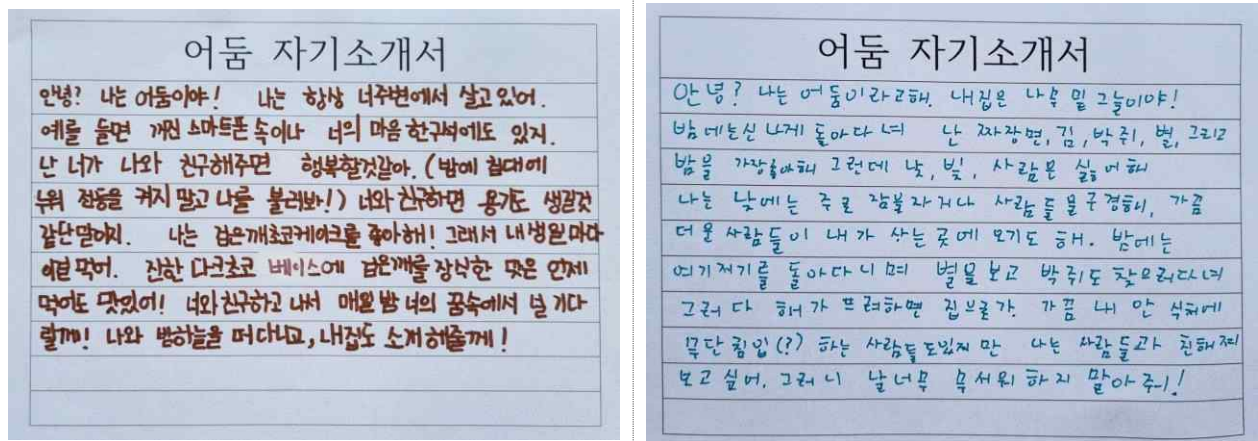 어둠 자기소개서
안녕? 나는 어둠이야! 나는 항상 너주변에서 살고있어.
예를 들면 꺼진 스마트폰 속이나 너의 마음 한구석에도 있지.
난 너가 나와 친구해주면 행복할것같아. (밤에 침대에
누워 전등을 켜지 말고 나를 불러봐!) 너와 친구하면 용기도 생길것
같단말이지. 나는 검은깨초코케이크를 좋아해! 그래서 내생일마다
먹어. 진한 다크초코 베이스에 검은깨를 장식한 맛은 언제
먹어도 맛있어! 너와친구하고 나서 매일밤 너의 꿈속에서 널 기다
릴께! 나와 밤하늘을 떠다니고, 내집도 소개해줄께!
어둠 자기소개서
안녕? 나는 어둠이라고해. 내집은 나무 밑 그늘이야!
밤에는신나게 돌아다녀 난 짜장면, 김, 박쥐, 별, 그리고
밤을 가장좋아해 그런데 낮, 빛, 사람은 싫어해
나는 낮에는 주로 잠을자거나 사람들을구경해, 가끔
더운 사람들이 내가 사는곳에 오기도 해. 밤에는
여기저기를 돌아다니며 별을보고 박쥐도 찾으러다녀
그러다 해가 뜨려하면 집으로가. 가끔 내 안식처에
무단침입(?) 하는 사람들도있지만 나는 사람들과 친해져
보고싶어. 그러니 날너무 무서워하지 말아줘!